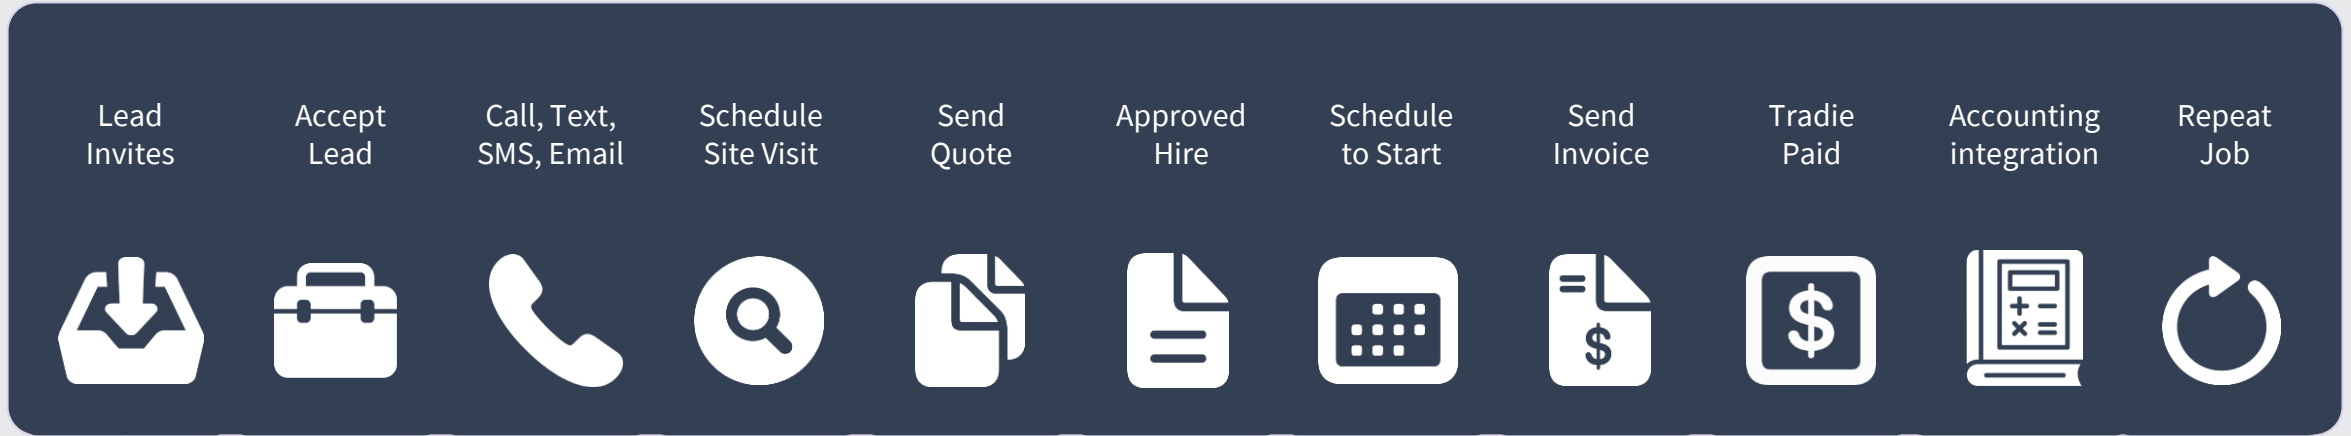 Lead
Invites
Accept
Lead
Call, Text,
SMS, Email
Schedule
Site Visit
Send
Quote
Approved
Hire
Schedule
to Start
Send
Invoice
Tradie
Paid
Accounting
integration
Repeat
Job
$
$